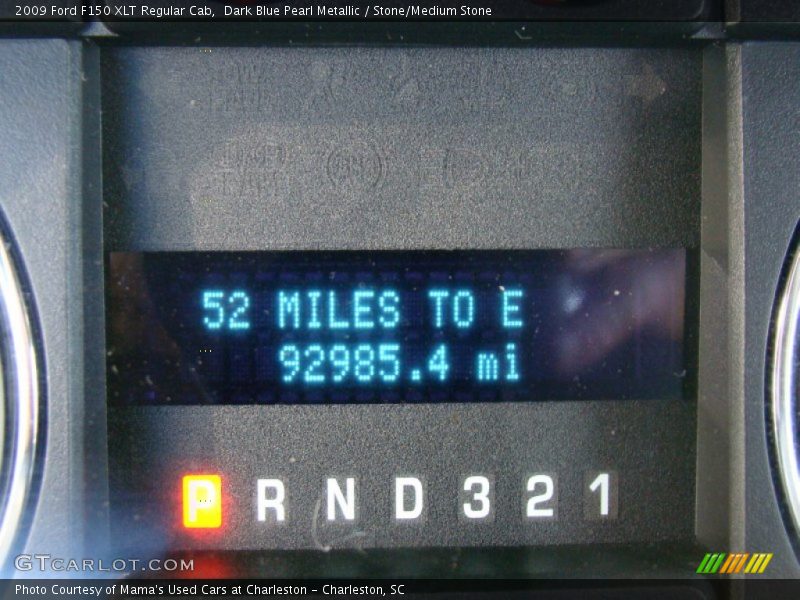 2009 Ford F150 XLT Regular Cab,  Dark Blue Pearl Metallic / Stone/Medium Stone
52 MILES TO E
92985.4 mi
P R N D 3 2 1
GTCARLOT.COM
Photo Courtesy of Mama's Used Cars at Charleston - Charleston, SC